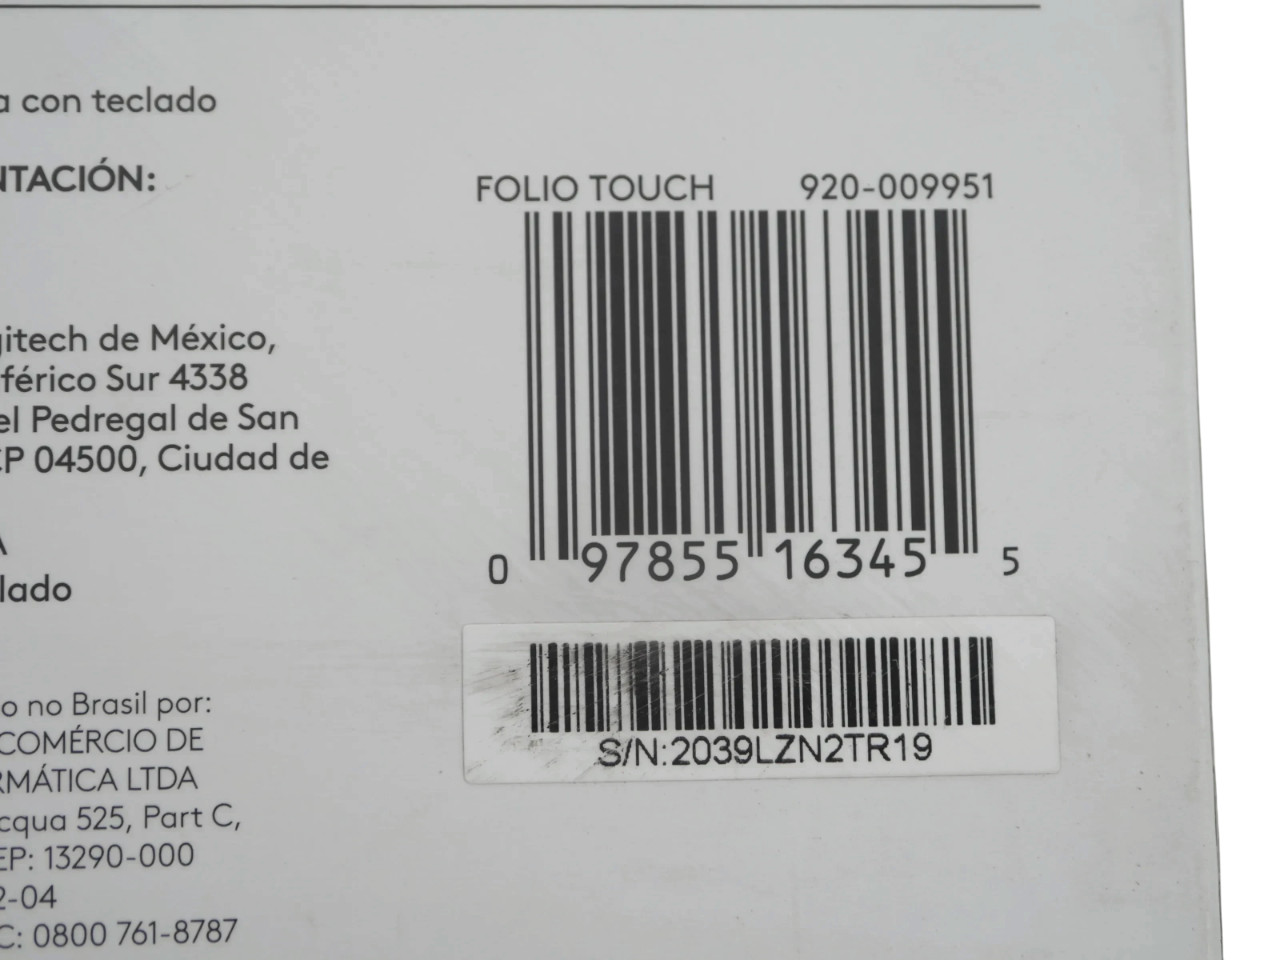 a con teclado
NTACIÓN:
FOLIO TOUCH 920-009951
gitech de México,
férico Sur 4338
el Pedregal de San
CP 04500, Ciudad de
A
lado
0 97855 16345 5
S/N:2039LZN2TR19
o no Brasil por:
COMÉRCIO DE
RMÁTICA LTDA
cqua 525, Part C,
EP: 13290-000
2-04
C: 0800 761-8787